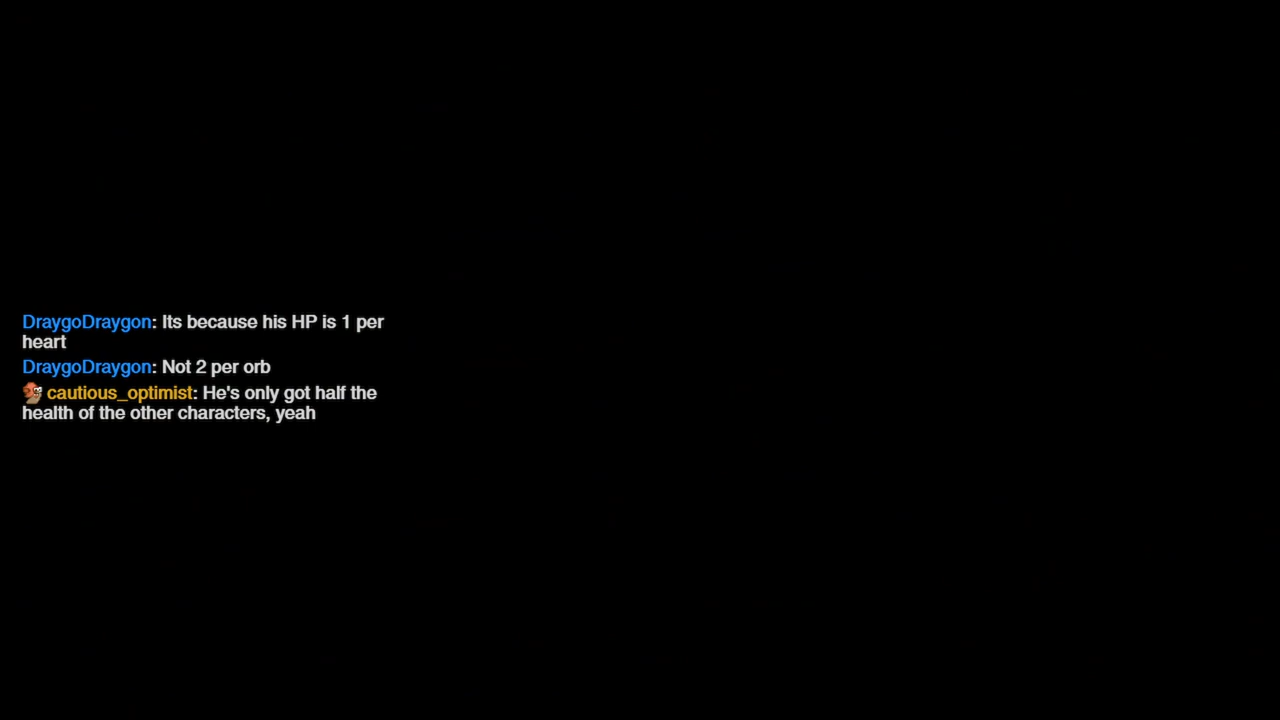 DraygoDraygon: Its because his HP is 1 per
heart
DraygoDraygon: Not 2 per orb
cautious_optimist: He's only got half the
health of the other characters, yeah